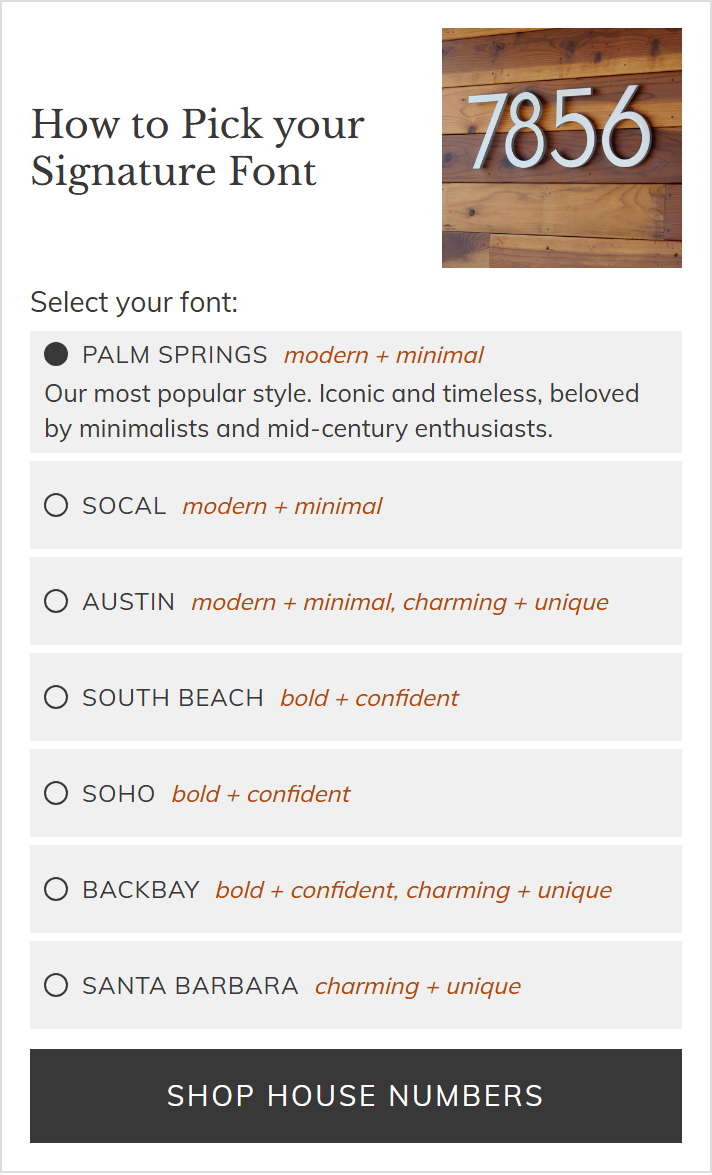 How to Pick your
Signature Font
7856
Select your font:
PALM SPRINGS modern + minimal
Our most popular style. Iconic and timeless, beloved
by minimalists and mid-century enthusiasts.
SOCAL modern + minimal
AUSTIN modern + minimal, charming + unique
SOUTH BEACH bold + confident
SOHO bold + confident
BACKBAY bold + confident, charming + unique
SANTA BARBARA charming + unique
SHOP HOUSE NUMBERS